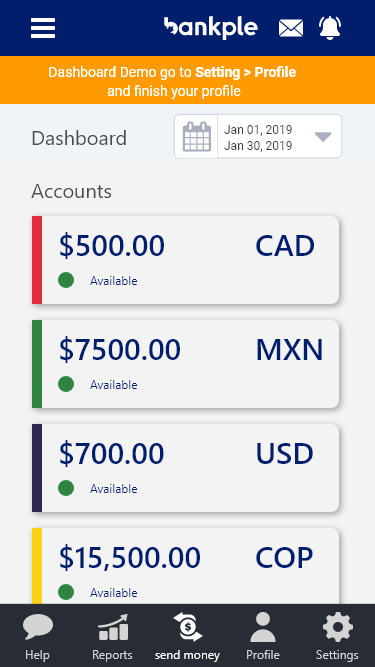 bankple
Dashboard Demo go to Setting > Profile
and finish your profile
Dashboard
Jan 01, 2019
Jan 30, 2019
Accounts
$500.00 CAD
Available
$7500.00 MXN
Available
$700.00 USD
Available
$15,500.00 COP
Available
Help Reports send money Profile Settings